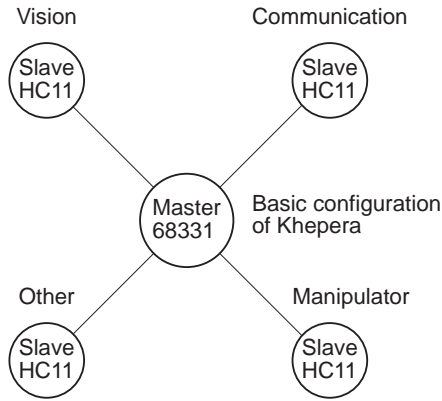 Vision
Communication
Slave
HC11
Slave
HC11
Master
68331
Basic configuration
of Khepera
Other
Manipulator
Slave
HC11
Slave
HC11